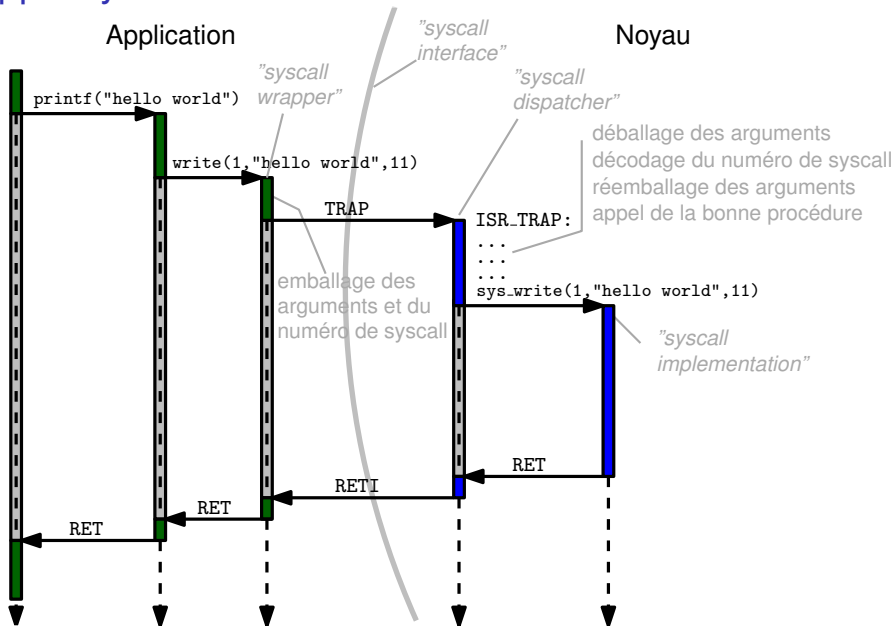 Application
"syscall
interface"
Noyau
"syscall
wrapper"
"syscall
dispatcher"
printf("hello world")
déballage des arguments
décodage du numéro de syscall
réemballage des arguments
appel de la bonne procédure
write(1,"hello world",11)
TRAP
ISR_TRAP:
...
...
...
emballage des
arguments et du
numéro de syscall
sys_write(1,"hello world",11)
"syscall
implementation"
RET
RETI
RET
RET